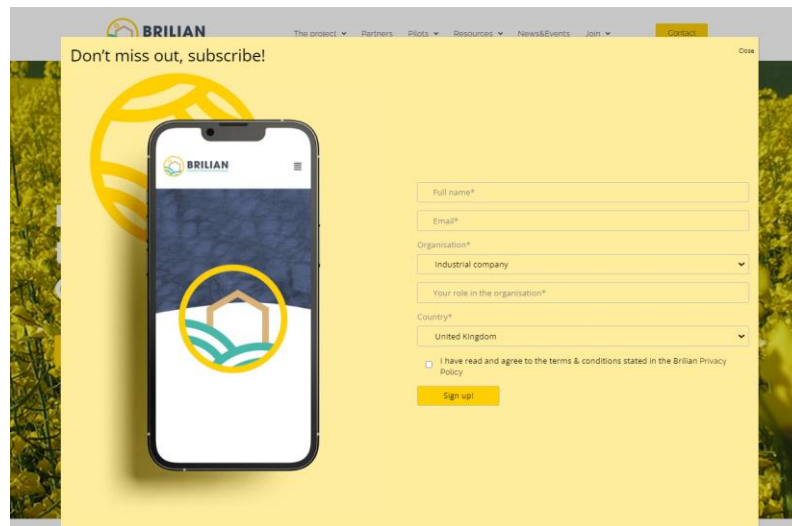 BRILIAN
The project Partners Pilots Resources News&Events Join Contact
Don't miss out, subscribe!
Close
BRILIAN
Full name*
Email*
Organisation*
Industrial company
Your role in the organisation*
Country*
United Kingdom
I have read and agree to the terms & conditions stated in the Brilian Privacy
Policy
Sign up!